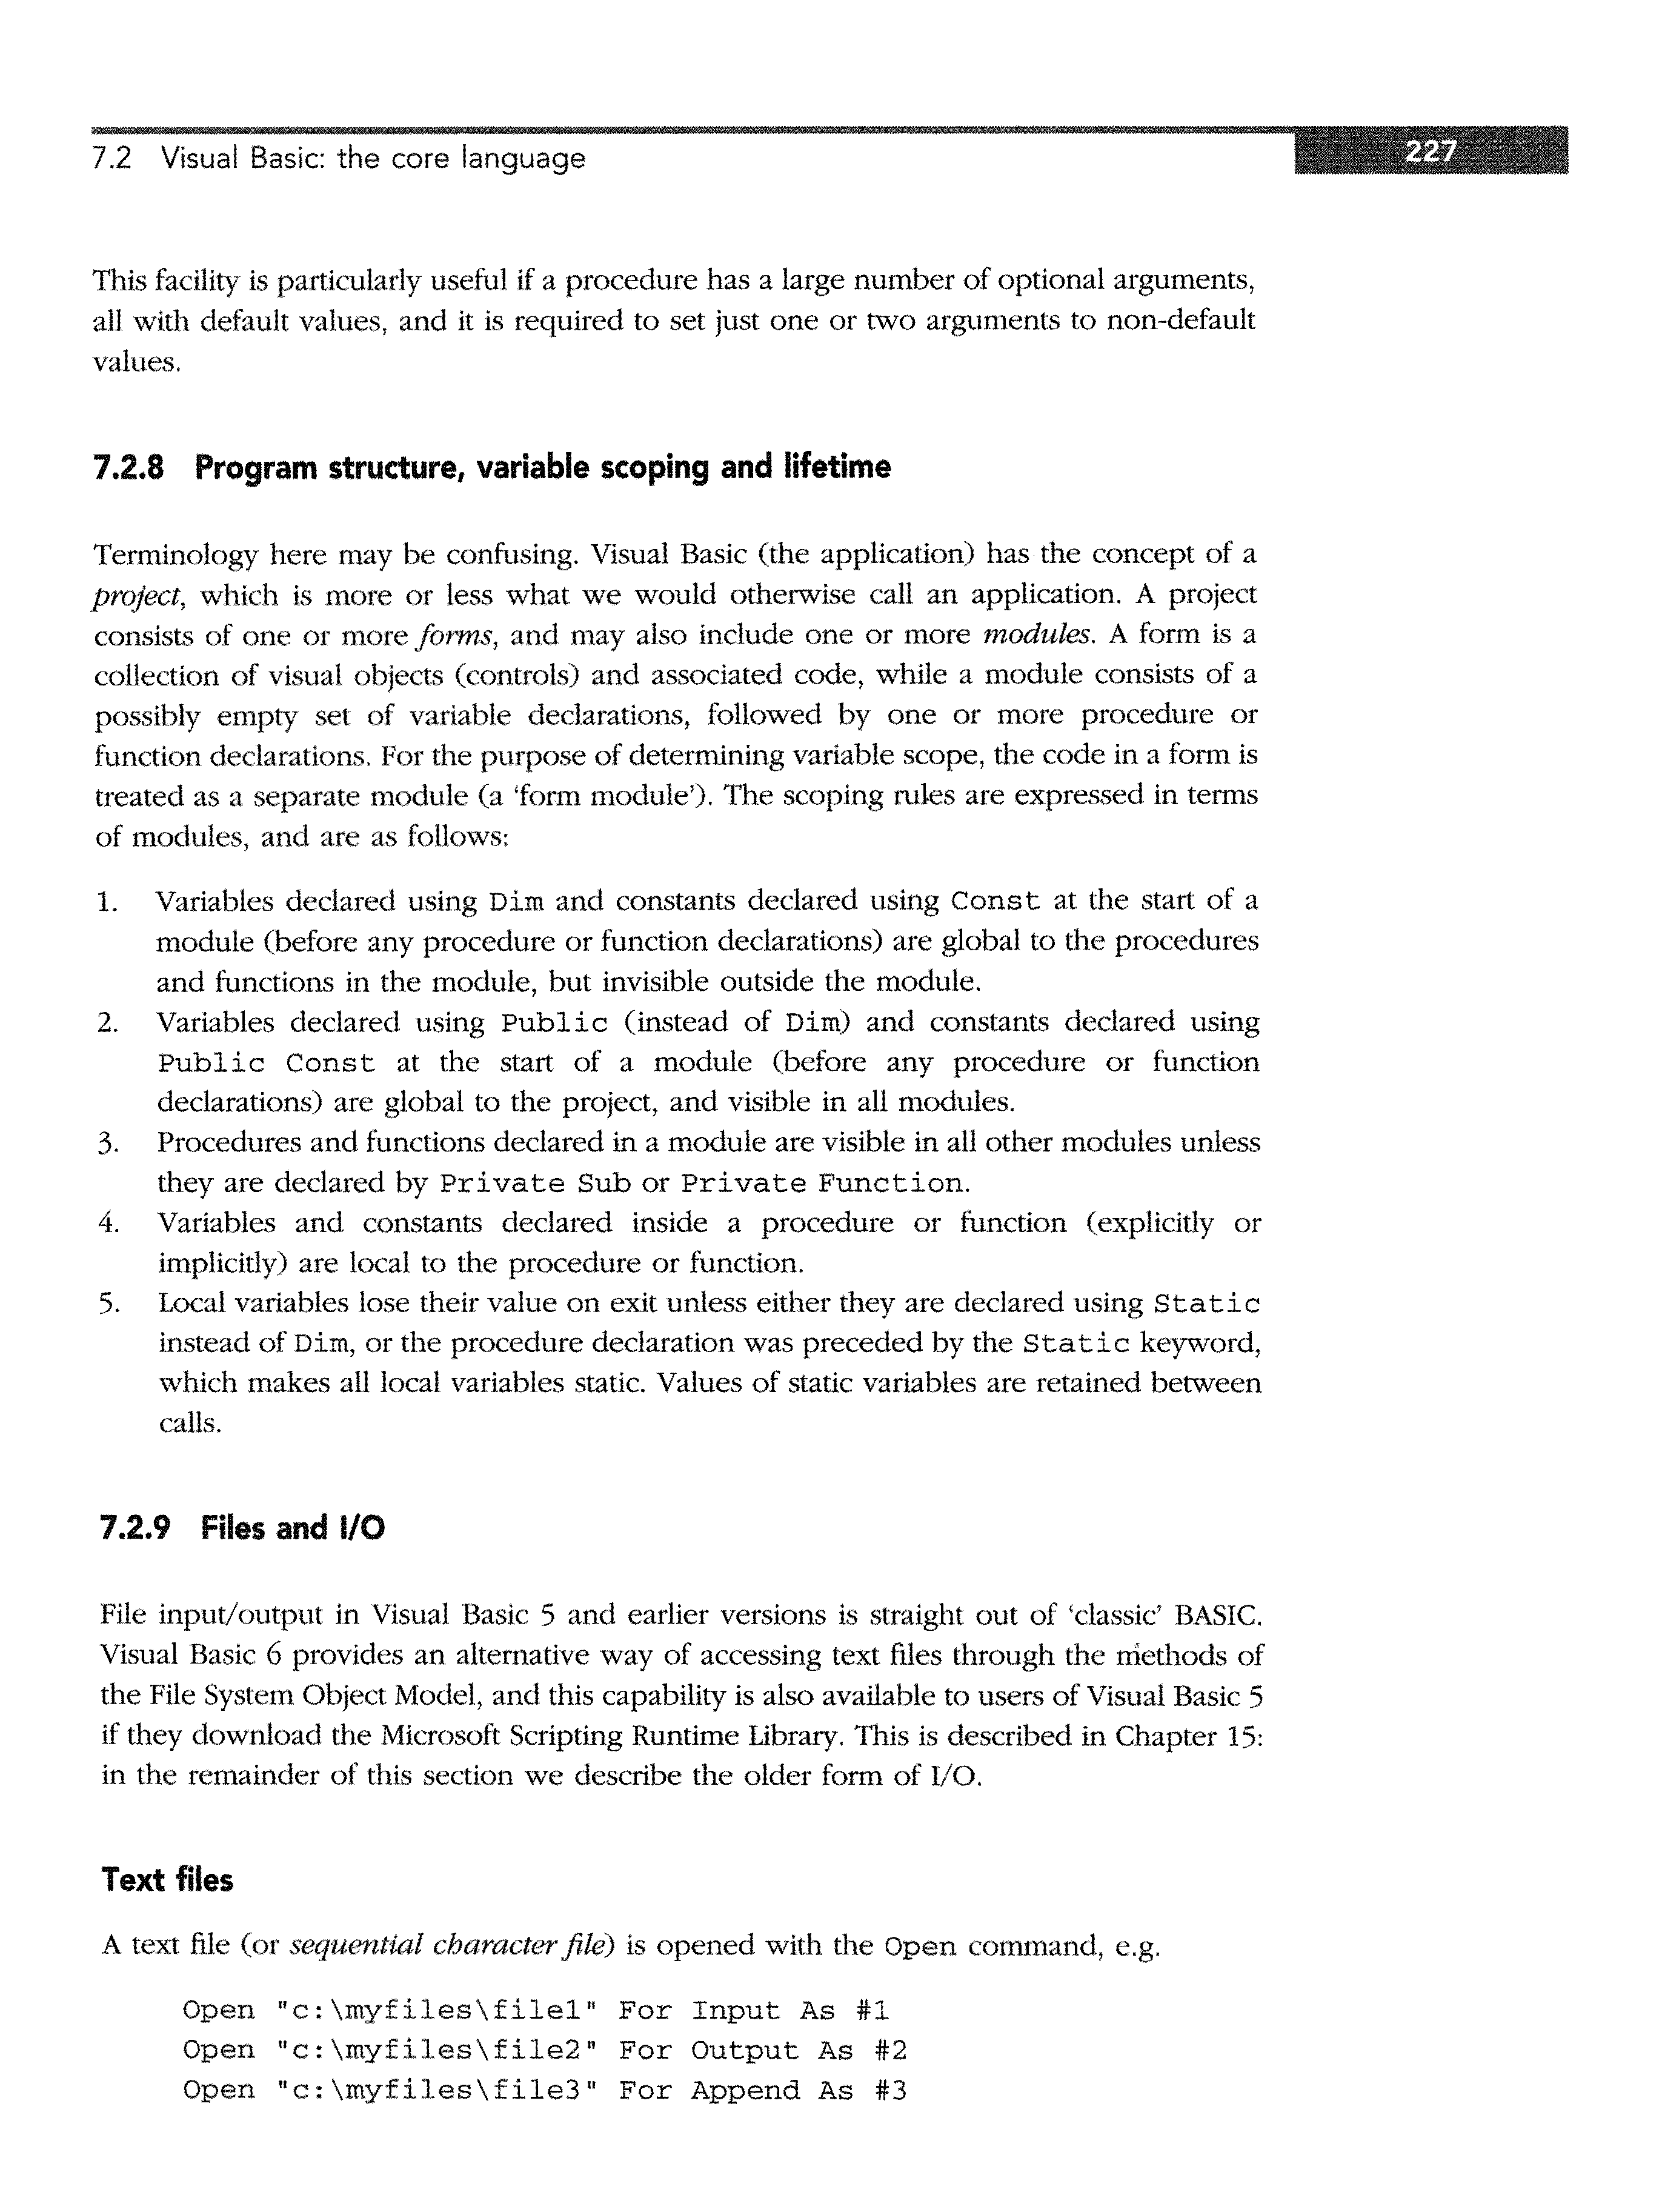 7.2 Visual Basic: the core language 227
This facility is particularly useful if a procedure has a large number of optional arguments,
all with default values, and it is required to set just one or two arguments to non-default
values.
7.2.8 Program structure, variable scoping and lifetime
Terminology here may be confusing. Visual Basic (the application) has the concept of a
project, which is more or less what we would otherwise call an application. A project
consists of one or more forms, and may also include one or more modules. A form is a
collection of visual objects (controls) and associated code, while a module consists of a
possibly empty set of variable declarations, followed by one or more procedure or
function declarations. For the purpose of determining variable scope, the code in a form is
treated as a separate module (a ‘form module’). The scoping rules are expressed in terms
of modules, and are as follows:
1. Variables declared using Dim and constants declared using Const at the start of a
module (before any procedure or function declarations) are global to the procedures
and functions in the module, but invisible outside the module.
2. Variables declared using Public (instead of Dim) and constants declared using
Public Const at the start of a module (before any procedure or function
declarations) are global to the project, and visible in all modules.
3. Procedures and functions declared in a module are visible in all other modules unless
they are declared by Private Sub or Private Function.
4. Variables and constants declared inside a procedure or function (explicitly or
implicitly) are local to the procedure or function.
5. Local variables lose their value on exit unless either they are declared using Static
instead of Dim, or the procedure declaration was preceded by the Static keyword,
which makes all local variables static. Values of static variables are retained between
calls.
7.2.9 Files and I/O
File input/output in Visual Basic 5 and earlier versions is straight out of ‘classic’ BASIC.
Visual Basic 6 provides an alternative way of accessing text files through the methods of
the File System Object Model, and this capability is also available to users of Visual Basic 5
if they download the Microsoft Scripting Runtime Library. This is described in Chapter 15:
in the remainder of this section we describe the older form of I/O.
Text files
A text file (or sequential character file) is opened with the Open command, e.g.
Open "c:\myfiles\file1" For Input As #1
Open "c:\myfiles\file2" For Output As #2
Open "c:\myfiles\file3" For Append As #3